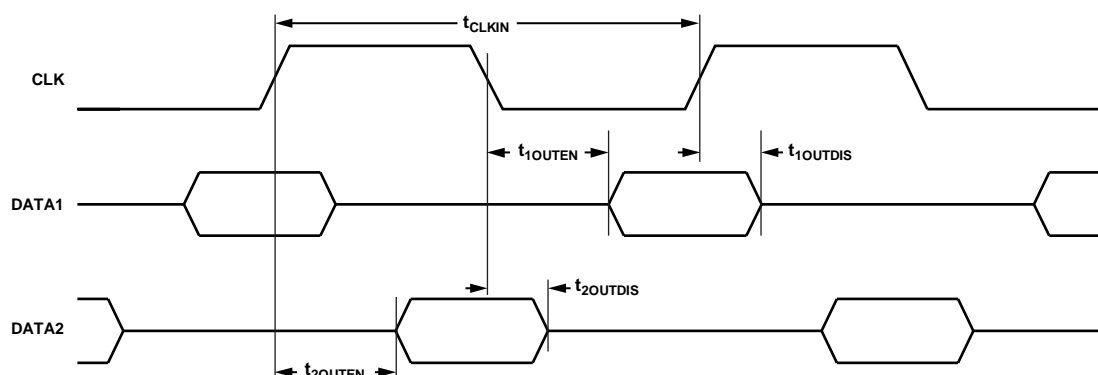 tCLKIN
CLK
t1OUTEN
t1OUTDIS
DATA1
t2OUTDIS
DATA2
t2OUTEN